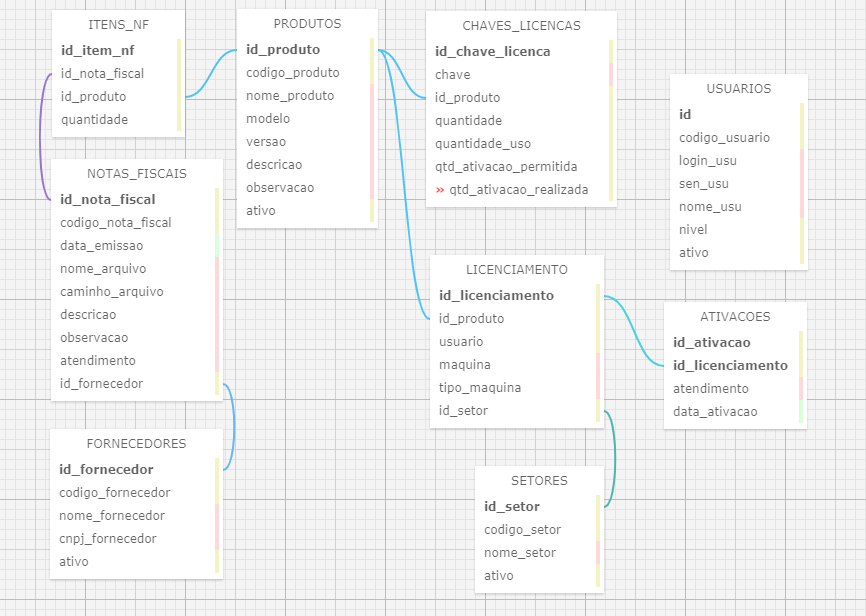 ITENS_NF
id_item_nf
id_nota_fiscal
id_produto
quantidade
PRODUTOS
id_produto
codigo_produto
nome_produto
modelo
versao
descricao
observacao
ativo
CHAVES_LICENCAS
id_chave_licenca
chave
id_produto
quantidade
quantidade_uso
qtd_ativacao_permitida
» qtd_ativacao_realizada
USUARIOS
id
codigo_usuario
login_usu
sen_usu
nome_usu
nivel
ativo
NOTAS_FISCAIS
id_nota_fiscal
codigo_nota_fiscal
data_emissao
nome_arquivo
caminho_arquivo
descricao
observacao
atendimento
id_fornecedor
LICENCIAMENTO
id_licenciamento
id_produto
usuario
maquina
tipo_maquina
id_setor
ATIVACOES
id_ativacao
id_licenciamento
atendimento
data_ativacao
FORNECEDORES
id_fornecedor
codigo_fornecedor
nome_fornecedor
cnpj_fornecedor
ativo
SETORES
id_setor
codigo_setor
nome_setor
ativo